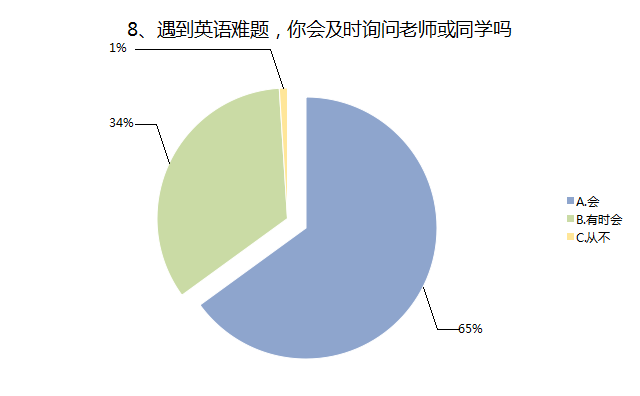 8、遇到英语难题，你会及时询问老师或同学吗
1%
34%
A.会
B.有时会
C.从不
65%